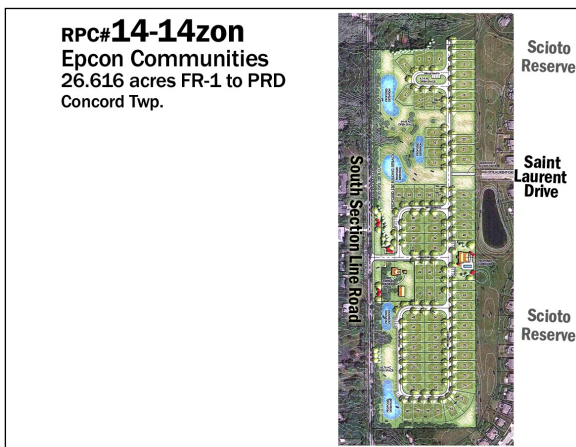 RPC#14-14zon
Epcon Communities
26.616 acres FR-1 to PRD
Concord Twp.
South Section Line Road
Scioto
Reserve
Saint
Laurent
Drive
Scioto
Reserve